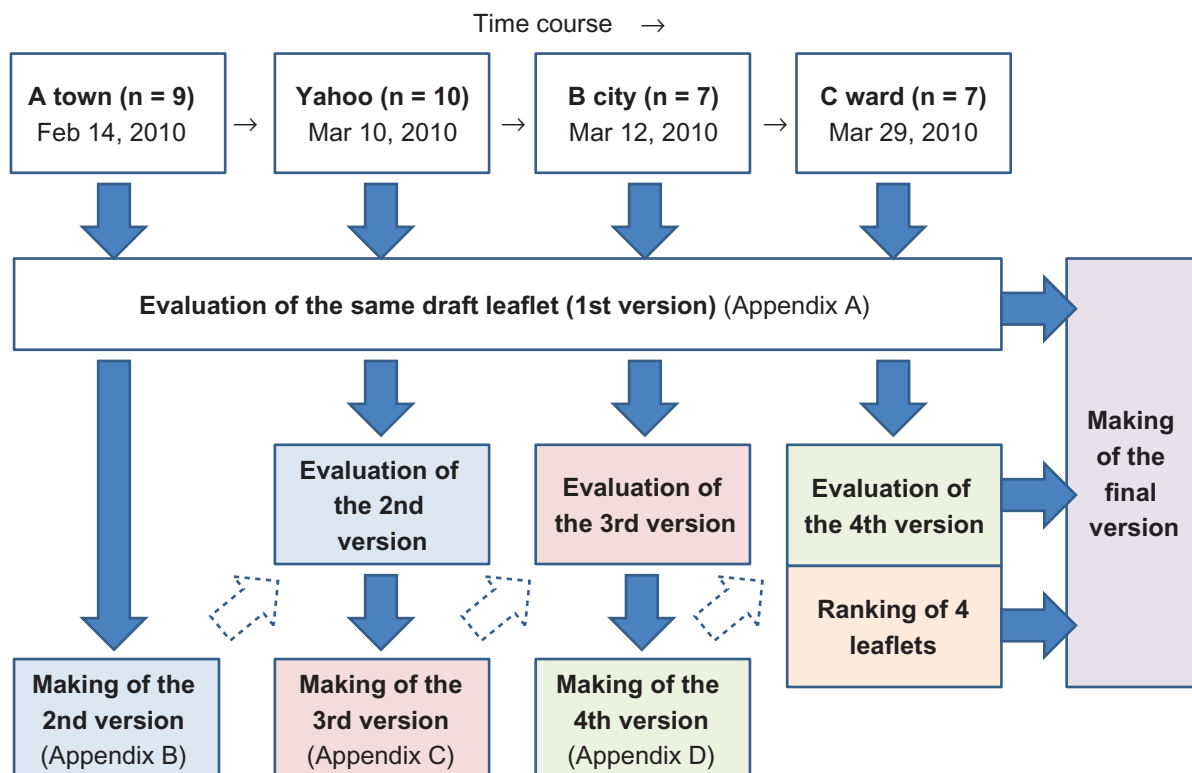 Time course →
A town (n = 9)
Feb 14, 2010
→
Yahoo (n = 10)
Mar 10, 2010
→
B city (n = 7)
Mar 12, 2010
→
C ward (n = 7)
Mar 29, 2010
Evaluation of the same draft leaflet (1st version) (Appendix A)
Evaluation of
the 2nd
version
Evaluation of
the 3rd version
Evaluation of
the 4th version
Ranking of 4
leaflets
Making
of the
final
version
Making of the
2nd version
(Appendix B)
Making of the
3rd version
(Appendix C)
Making of the
4th version
(Appendix D)